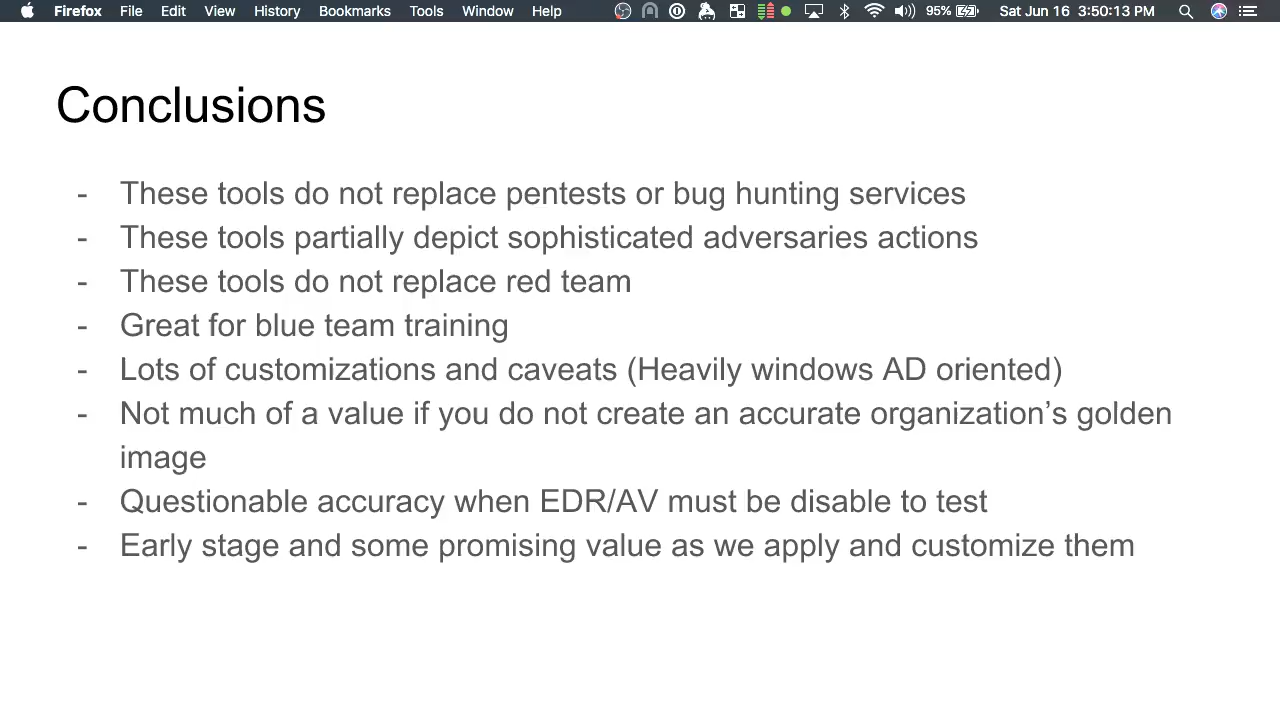 Firefox File Edit View History Bookmarks Tools Window Help 95% Sat Jun 16 3:50:13 PM
Conclusions
- These tools do not replace pentests or bug hunting services
- These tools partially depict sophisticated adversaries actions
- These tools do not replace red team
- Great for blue team training
- Lots of customizations and caveats (Heavily windows AD oriented)
- Not much of a value if you do not create an accurate organization’s golden
image
- Questionable accuracy when EDR/AV must be disable to test
- Early stage and some promising value as we apply and customize them